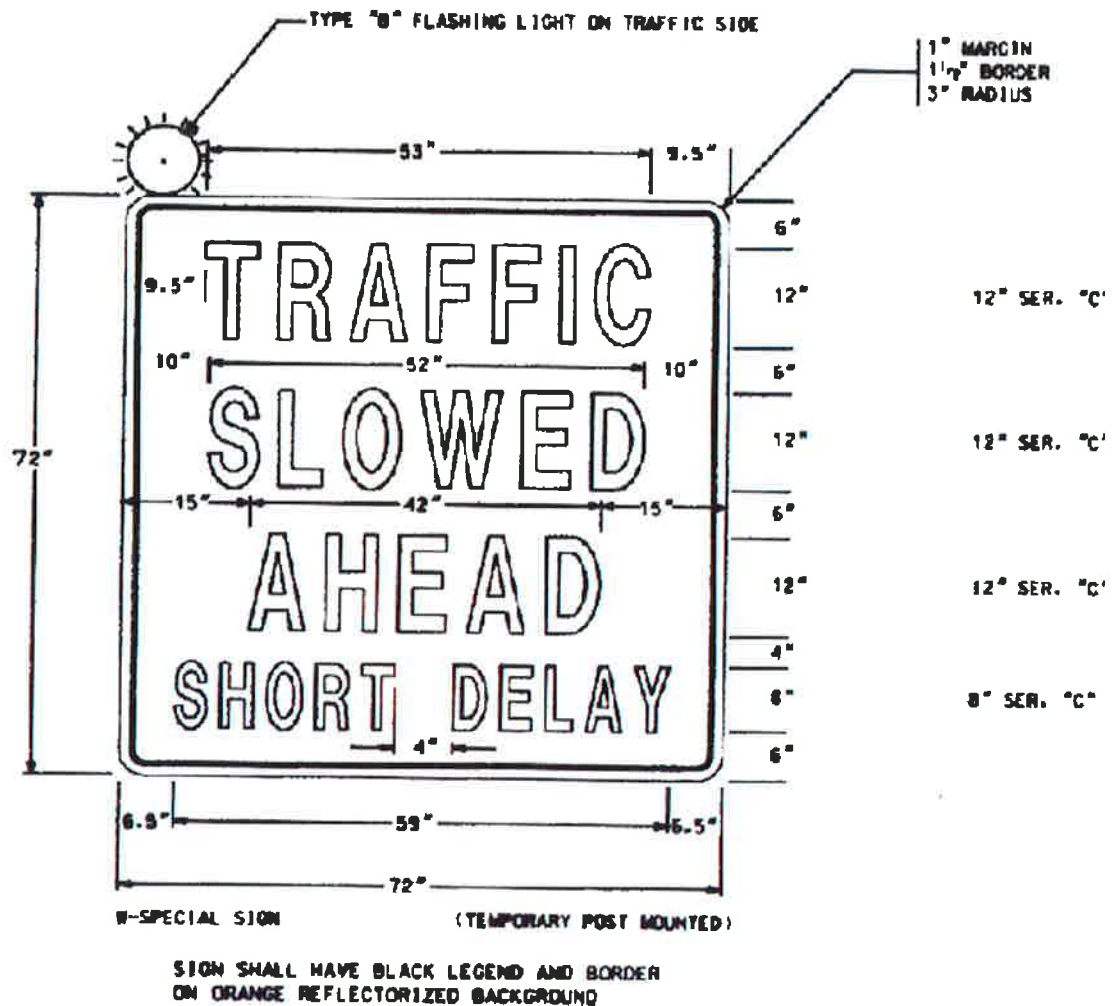 TYPE "B" FLASHING LIGHT ON TRAFFIC SIDE
1" MARGIN
1 1/2" BORDER
3" RADIUS
53" 9.5"
6"
TRAFFIC
9.5" 12" 12" SER. "C"
10" 52" 10" 6"
SLOWED
72" 12" 12" SER. "C"
15" 42" 15" 6"
AHEAD
12" 12" SER. "C"
4"
SHORT DELAY
8" 8" SER. "C"
4" 6"
6.5" 59" 6.5"
72"
W-SPECIAL SIGN (TEMPORARY POST MOUNTED)
SIGN SHALL HAVE BLACK LEGEND AND BORDER
ON ORANGE REFLECTORIZED BACKGROUND